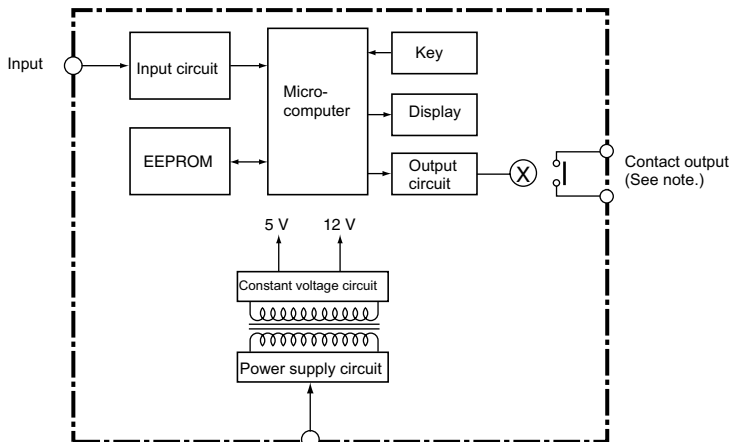 Input
Input circuit
Micro-
computer
Key
Display
EEPROM
Output
circuit
X
Contact output
(See note.)
5 V
12 V
Constant voltage circuit
Power supply circuit